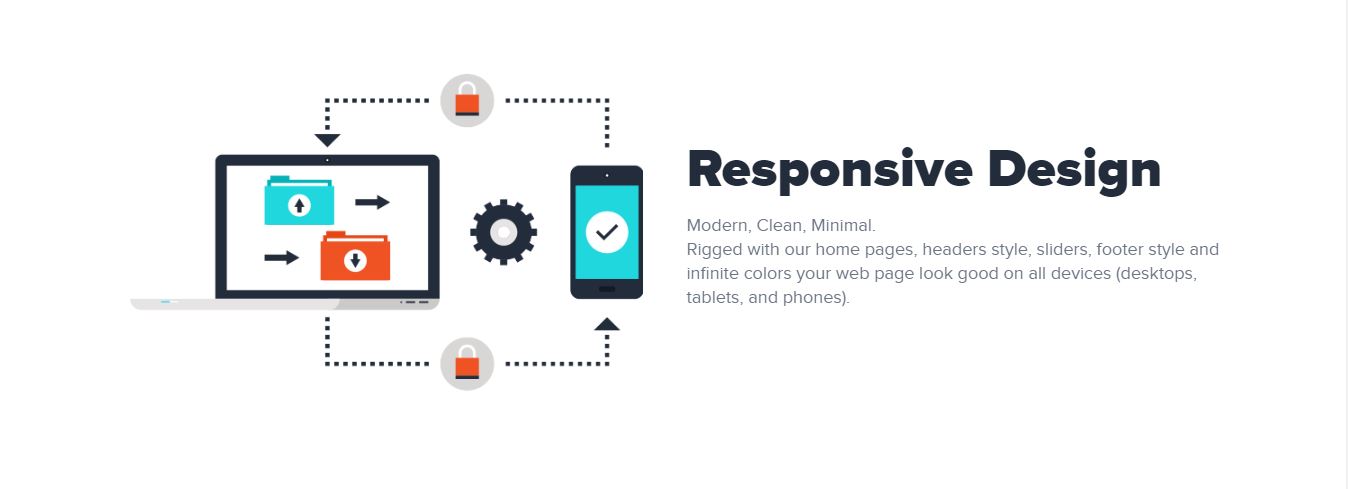 Responsive Design
Modern, Clean, Minimal.
Rigged with our home pages, headers style, sliders, footer style and
infinite colors your web page look good on all devices (desktops,
tablets, and phones).